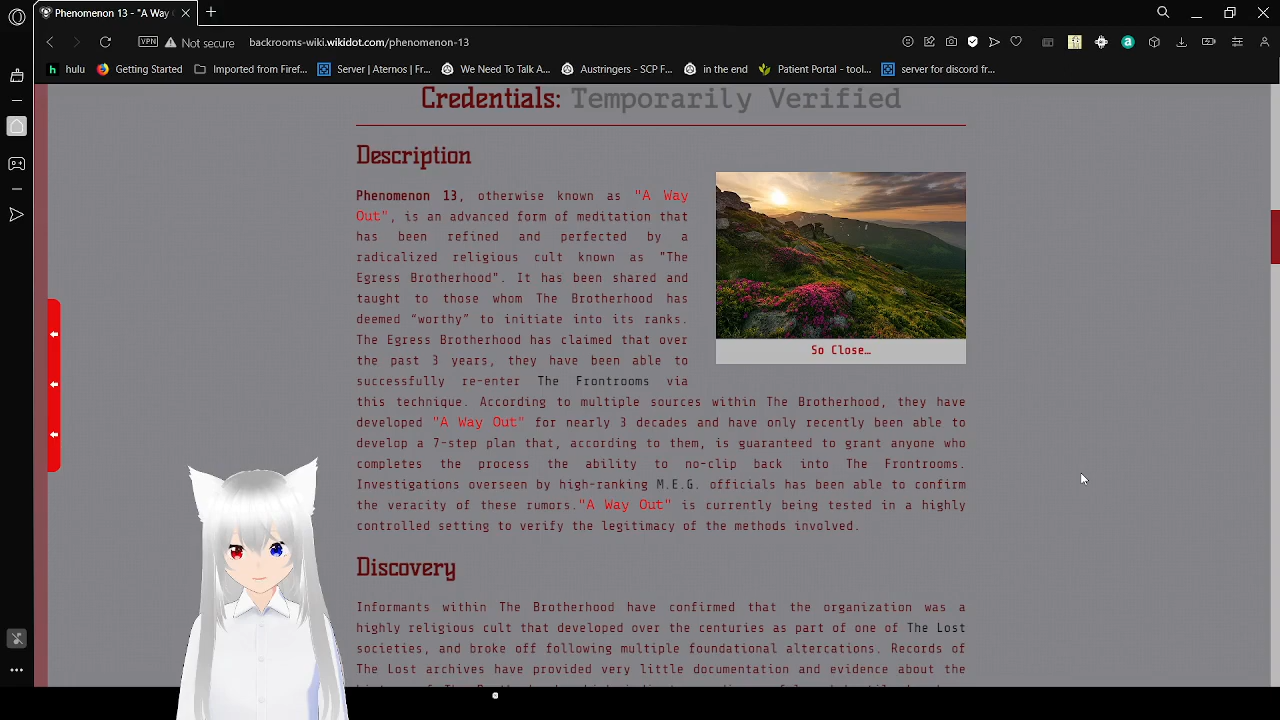 Phenomenon 13 - "A Way
VPN
Not secure
backrooms-wiki.wikidot.com/phenomenon-13
hulu
Getting Started
Imported from Firef...
Server | Aternos | Fr...
We Need To Talk A...
Austringers - SCP F...
in the end
Patient Portal - tool...
server for discord fr...
Credentials: Temporarily Verified
Description
Phenomenon 13, otherwise known as "A Way
Out", is an advanced form of meditation that
has been refined and perfected by a
radicalized religious cult known as "The
Egress Brotherhood". It has been shared and
taught to those whom The Brotherhood has
deemed “worthy” to initiate into its ranks.
The Egress Brotherhood has claimed that over
the past 3 years, they have been able to
successfully re-enter The Frontrooms via
So Close…
this technique. According to multiple sources within The Brotherhood, they have
developed "A Way Out" for nearly 3 decades and have only recently been able to
develop a 7-step plan that, according to them, is guaranteed to grant anyone who
completes the process the ability to no-clip back into The Frontrooms.
Investigations overseen by high-ranking M.E.G. officials has been able to confirm
the veracity of these rumors."A Way Out" is currently being tested in a highly
controlled setting to verify the legitimacy of the methods involved.
Discovery
Informants within The Brotherhood have confirmed that the organization was a
highly religious cult that developed over the centuries as part of one of The Lost
societies, and broke off following multiple foundational altercations. Records of
The Lost archives have provided very little documentation and evidence about the